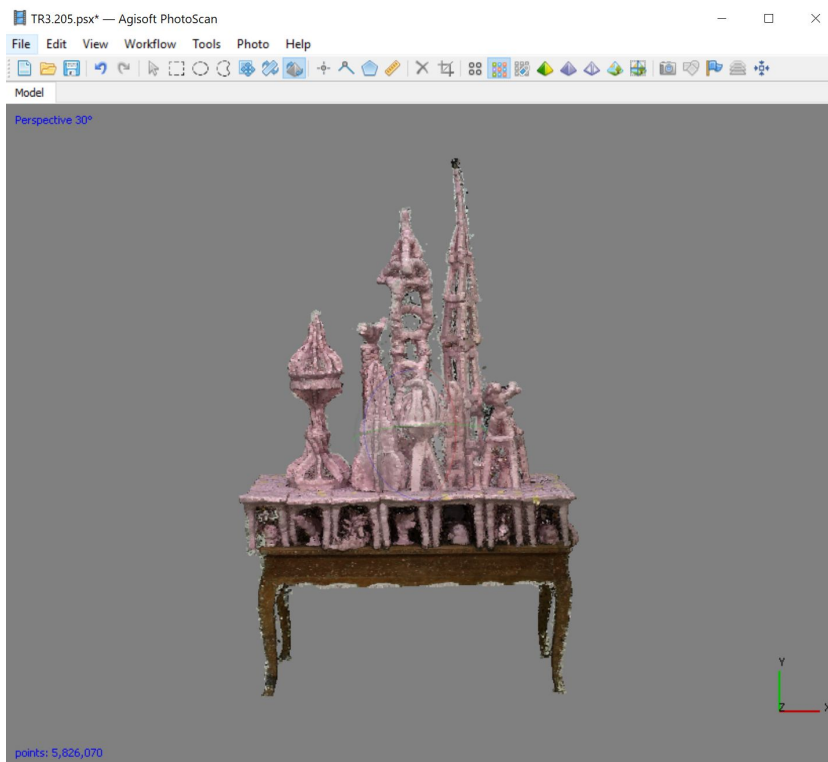 TR3.205.psx* — Agisoft PhotoScan
File Edit View Workflow Tools Photo Help
Model
Perspective 30°
Y
Z X
points: 5,826,070